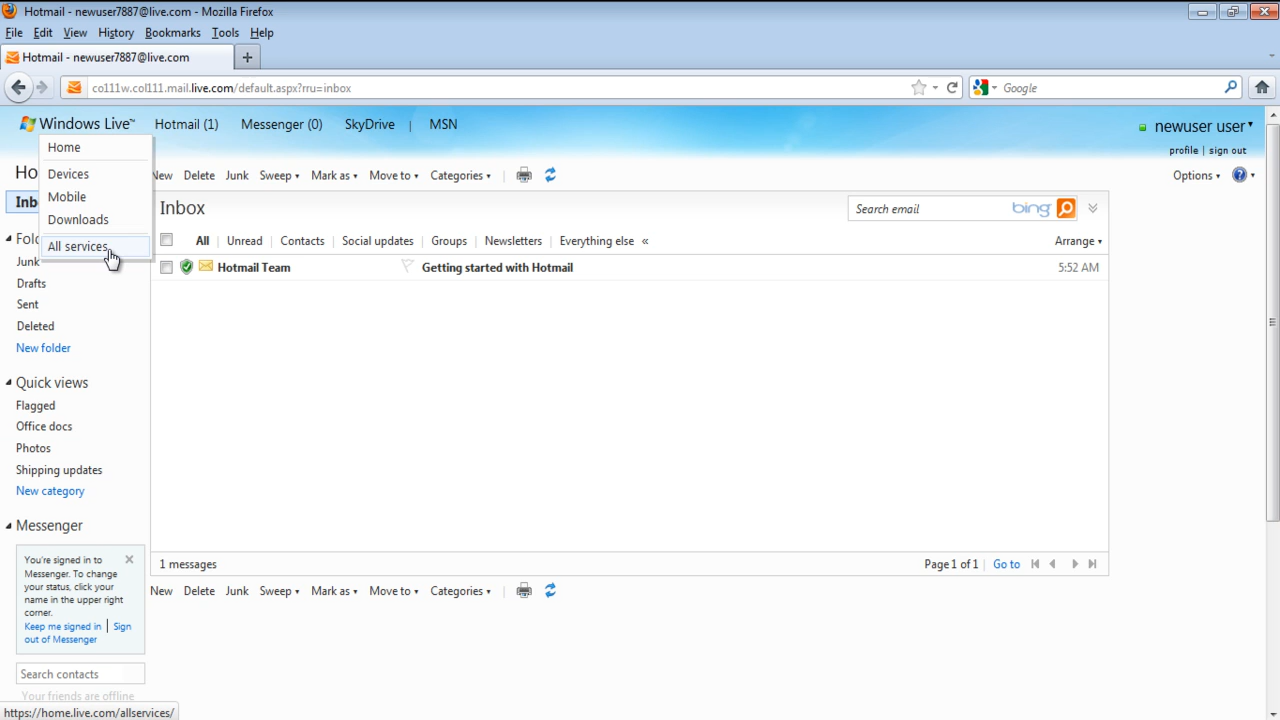 Hotmail - newuser7887@live.com - Mozilla Firefox
File Edit View History Bookmarks Tools Help
Hotmail - newuser7887@live.com
co111w.col111.mail.live.com/default.aspx?rru=inbox
Google
Windows Live™ Hotmail (1) Messenger (0) SkyDrive | MSN
newuser user
profile | sign out
Home
Devices
Mobile
Downloads
All services
Ho
New Delete Junk Sweep Mark as Move to Categories
Options
Inb
Inbox
Search email bing
Fol
All Unread Contacts Social updates Groups Newsletters Everything else «
Arrange
Junk
Hotmail Team Getting started with Hotmail 5:52 AM
Drafts
Sent
Deleted
New folder
Quick views
Flagged
Office docs
Photos
Shipping updates
New category
Messenger
You're signed in to
Messenger. To change
your status, click your
name in the upper right
corner.
Keep me signed in | Sign
out of Messenger
Search contacts
Your friends are offline
1 messages Page 1 of 1 Go to
New Delete Junk Sweep Mark as Move to Categories
https://home.live.com/allservices/